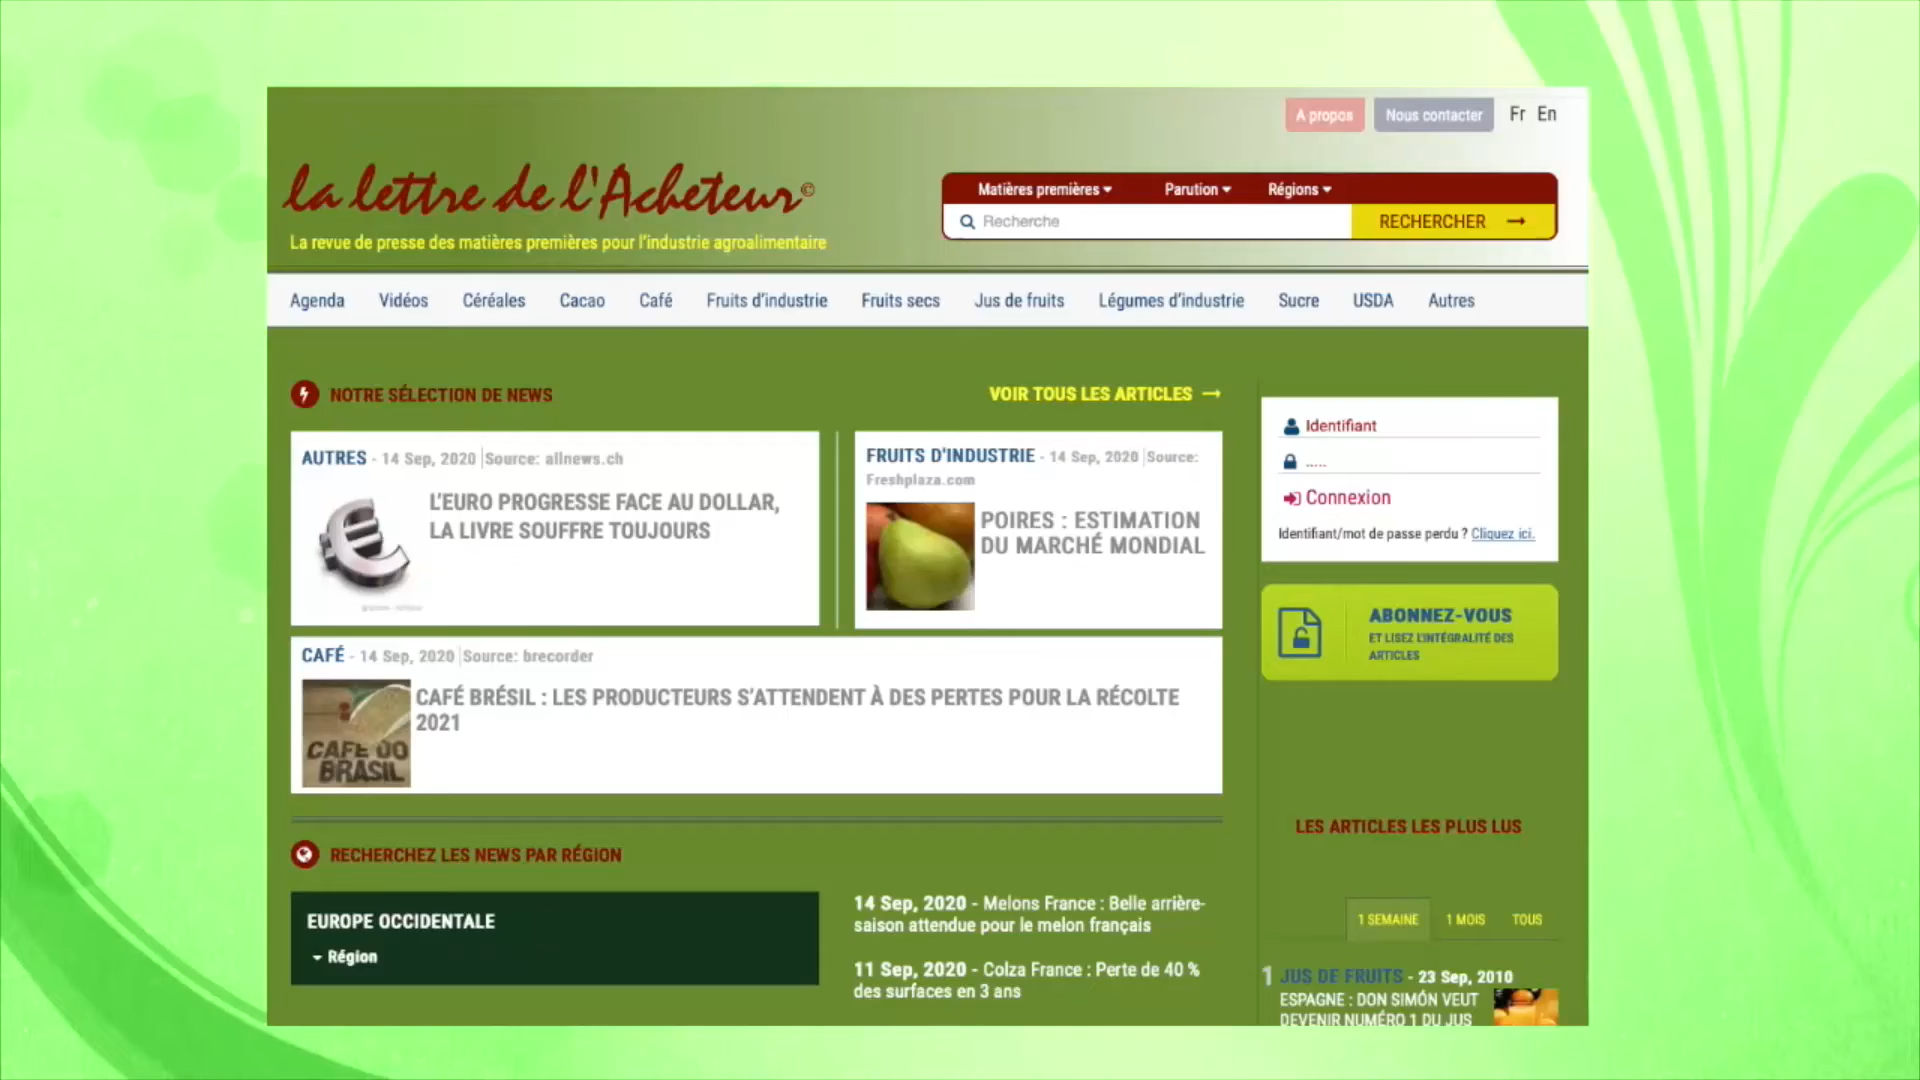 A propos
Nous contacter
Fr En
la lettre de l'Acheteur©
La revue de presse des matières premières pour l'industrie agroalimentaire
Matières premières
Parution
Régions
Recherche
RECHERCHER
Agenda
Vidéos
Céréales
Cacao
Café
Fruits d'industrie
Fruits secs
Jus de fruits
Légumes d'industrie
Sucre
USDA
Autres
NOTRE SÉLECTION DE NEWS
VOIR TOUS LES ARTICLES →
AUTRES - 14 Sep, 2020 |Source: allnews.ch
L'EURO PROGRESSE FACE AU DOLLAR,
LA LIVRE SOUFFRE TOUJOURS
FRUITS D'INDUSTRIE - 14 Sep, 2020 |Source:
Freshplaza.com
POIRES : ESTIMATION
DU MARCHÉ MONDIAL
CAFÉ - 14 Sep, 2020 |Source: brecorder
CAFÉ BRÉSIL : LES PRODUCTEURS S'ATTENDENT À DES PERTES POUR LA RÉCOLTE
2021
CAFE DO
BRASIL
Identifiant
.....
Connexion
Identifiant/mot de passe perdu ? Cliquez ici.
ABONNEZ-VOUS
ET LISEZ L'INTÉGRALITÉ DES
ARTICLES
RECHERCHEZ LES NEWS PAR RÉGION
EUROPE OCCIDENTALE
Région
14 Sep, 2020 - Melons France : Belle arrière-
saison attendue pour le melon français
11 Sep, 2020 - Colza France : Perte de 40 %
des surfaces en 3 ans
LES ARTICLES LES PLUS LUS
1 SEMAINE
1 MOIS
TOUS
1 JUS DE FRUITS - 23 Sep, 2010
ESPAGNE : DON SIMÓN VEUT
DEVENIR NUMÉRO 1 DU JUS